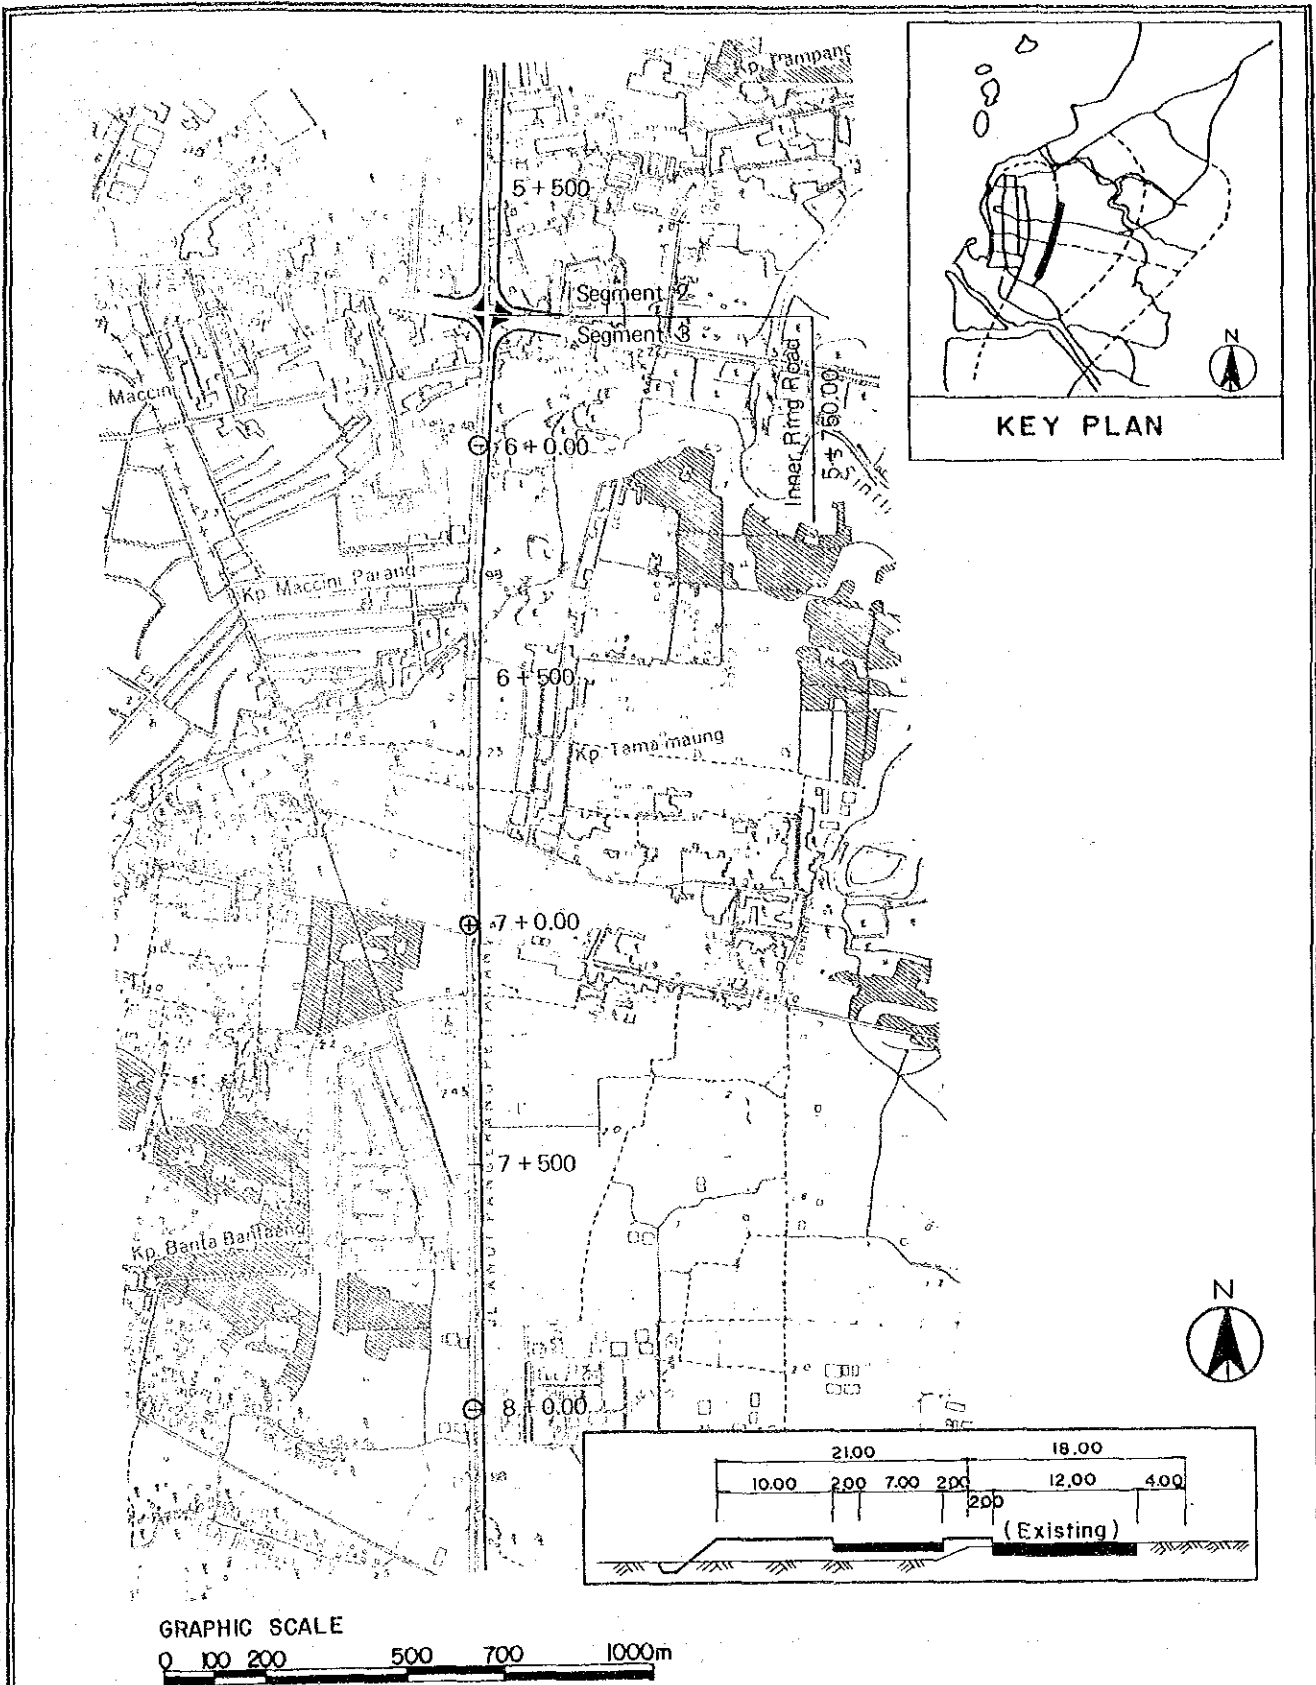 Kp. Pampang
5 + 500
Segment 2
Segment 3
Maccini
Inner Ring Road
5 + 750.00
6 + 0.00
Kp. Maccini Parang
6 + 500
Kp. Tama'maung
7 + 0.00
7 + 500
Kp. Banta Bantaeng
8 + 0.00
N
KEY PLAN
N
21.00 18.00
10.00 2.00 7.00 2.00 12.00 4.00
2.00
(Existing)
GRAPHIC SCALE
0 100 200 500 700 1000m